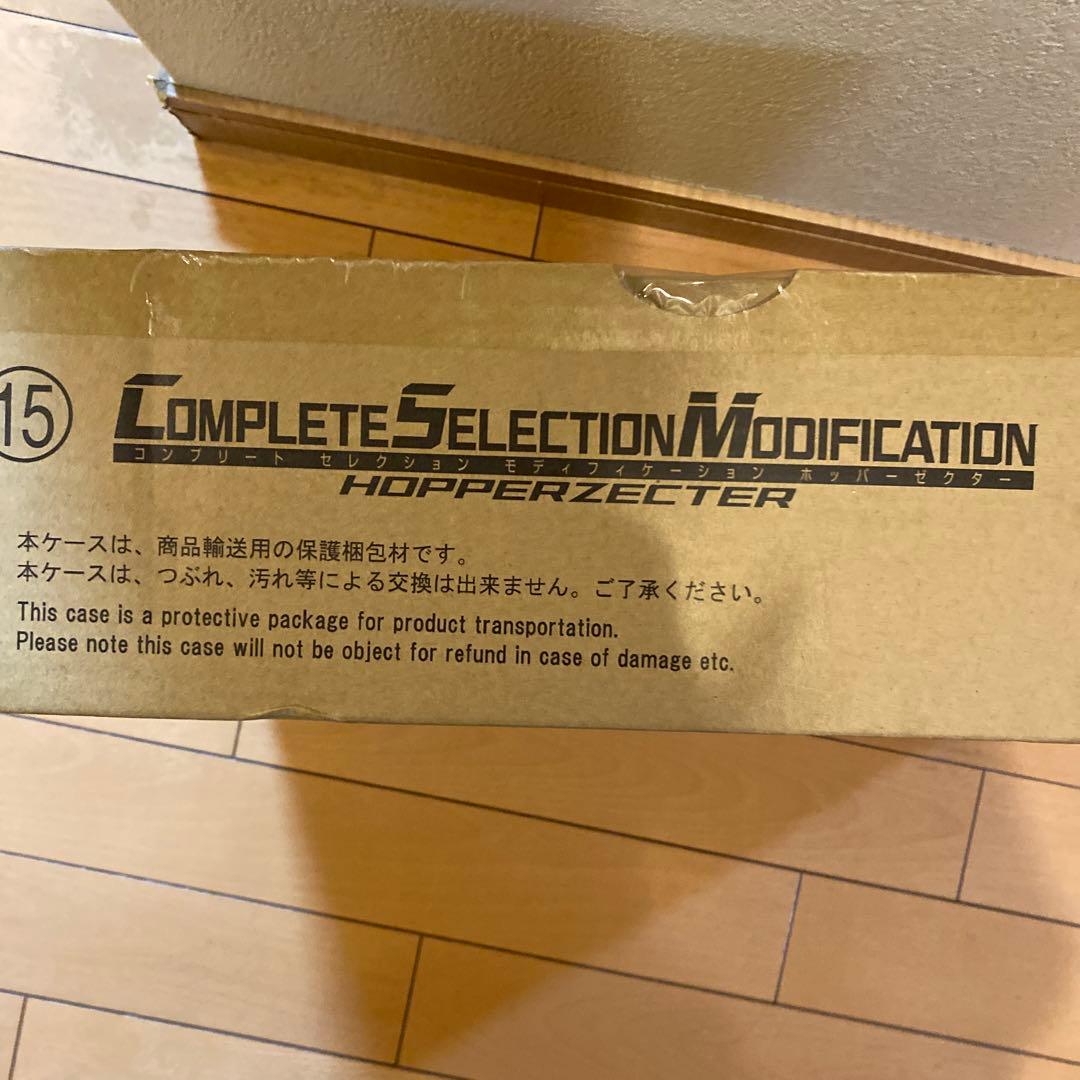 15
COMPLETE SELECTION MODIFICATION
コンプリート セレクション モディフィケーション ホッパーゼクター
HOPPERZECTER
本ケースは、商品輸送用の保護梱包材です。
本ケースは、つぶれ、汚れ等による交換は出来ません。ご了承ください。
This case is a protective package for product transportation.
Please note this case will not be object for refund in case of damage etc.